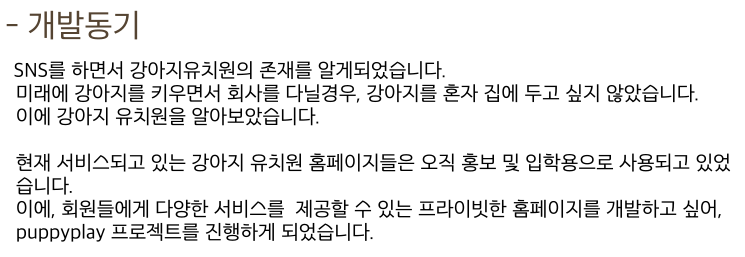 - 개발동기
SNS를 하면서 강아지유치원의 존재를 알게되었습니다.
미래에 강아지를 키우면서 회사를 다닐경우, 강아지를 혼자 집에 두고 싶지 않았습니다.
이에 강아지 유치원을 알아보았습니다.
현재 서비스되고 있는 강아지 유치원 홈페이지들은 오직 홍보 및 입학용으로 사용되고 있었
습니다.
이에, 회원들에게 다양한 서비스를  제공할 수 있는 프라이빗한 홈페이지를 개발하고 싶어,
puppyplay 프로젝트를 진행하게 되었습니다.